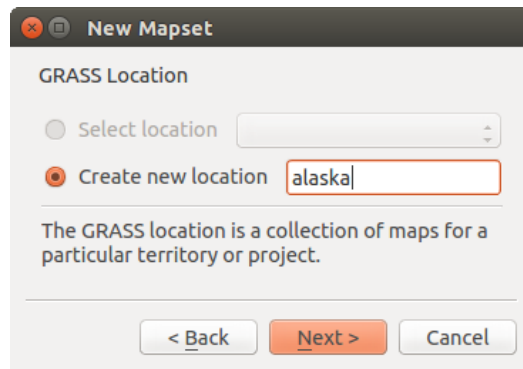 New Mapset
GRASS Location
Select location
Create new location alaska
The GRASS location is a collection of maps for a
particular territory or project.
< Back Next > Cancel